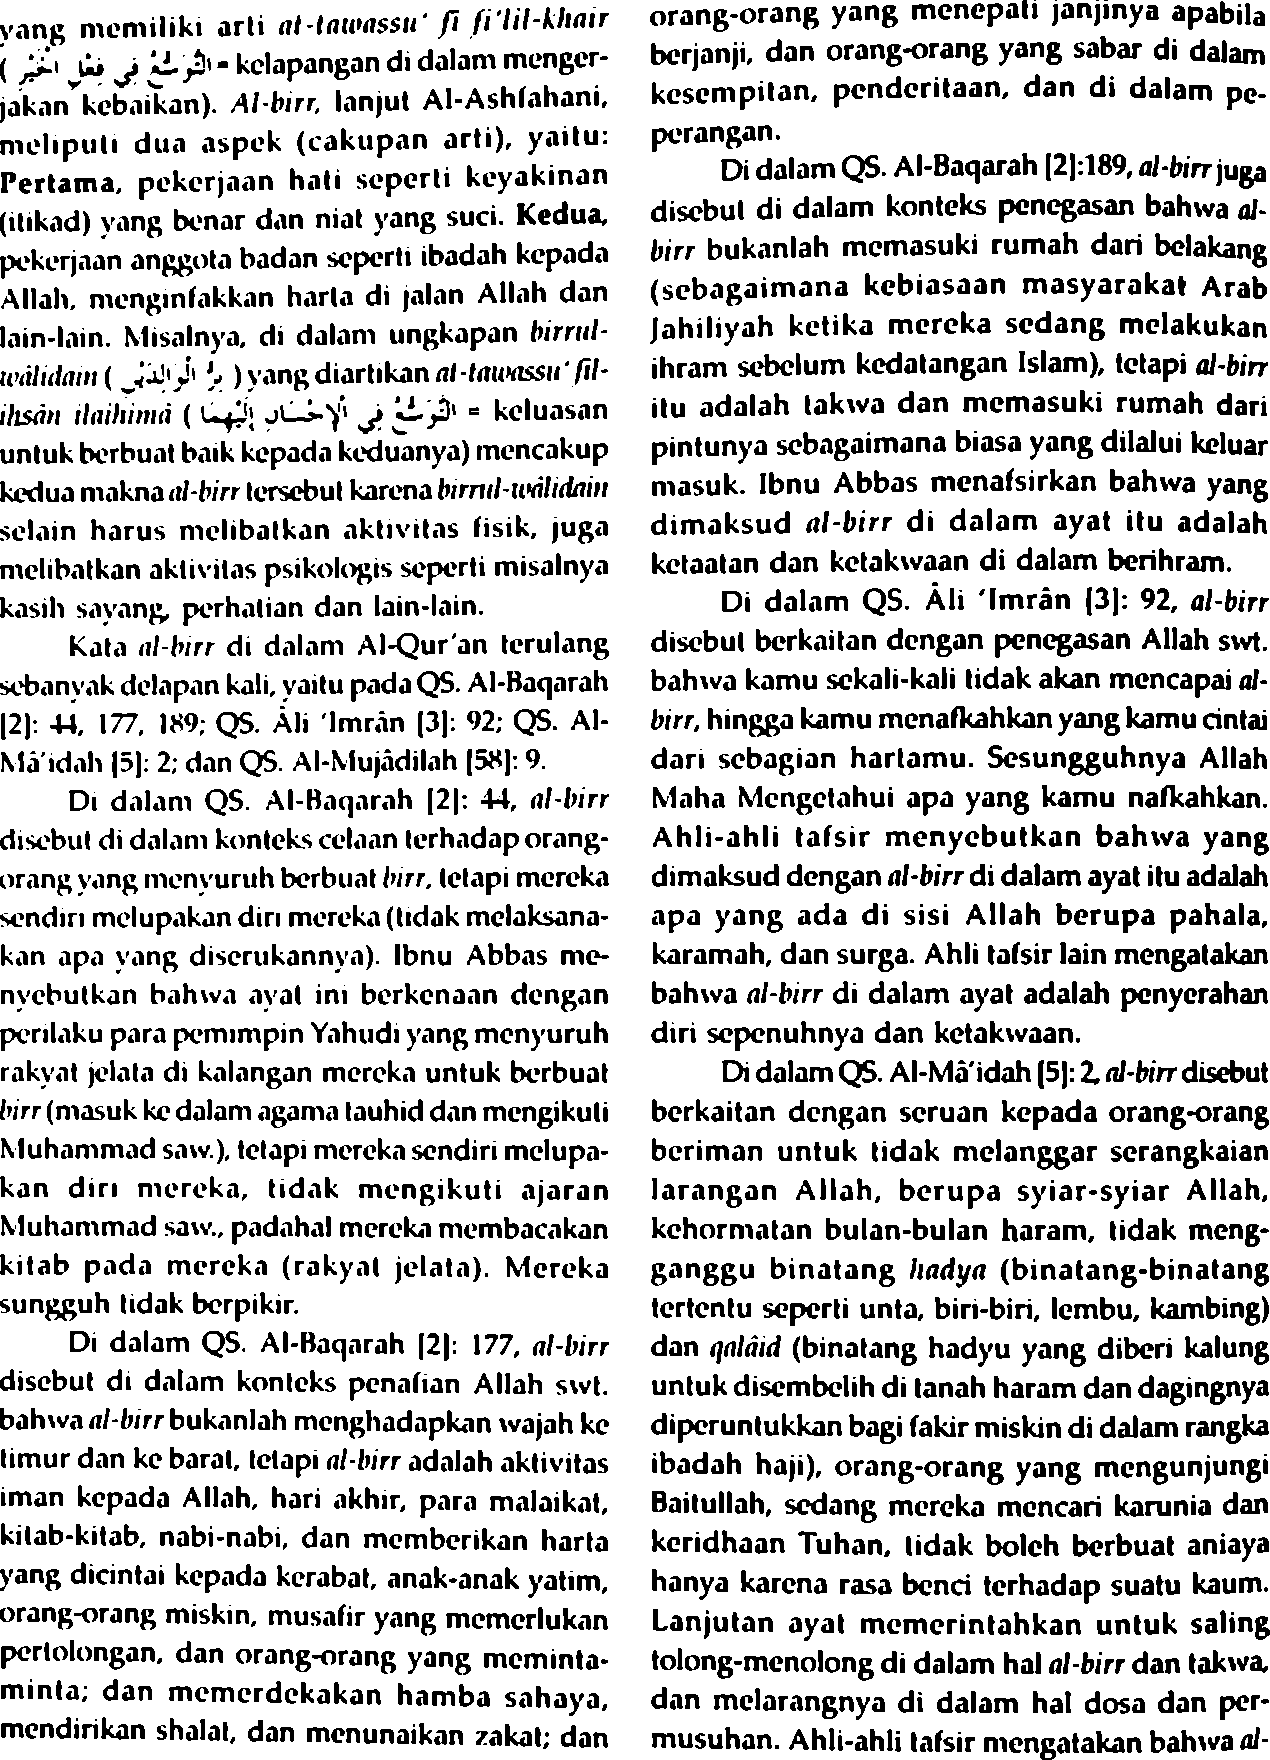 yang memiliki arti at-tawassu‘ fî fi‘lil-khair
( اَلتَّوَسُّعُ فِي فِعْلِ الْخَيْرِ = kelapangan di dalam menger-
jakan kebaikan). Al-birr, lanjut Al-Ashfahani,
meliputi dua aspek (cakupan arti), yaitu:
Pertama, pekerjaan hati seperti keyakinan
(itikad) yang benar dan niat yang suci. Kedua,
pekerjaan anggota badan seperti ibadah kepada
Allah, menginfakkan harta di jalan Allah dan
lain-lain. Misalnya, di dalam ungkapan birrul-
wâlidain ( بِرُّ الْوَالِدَيْنِ ) yang diartikan at-tawassu‘ fil-
ihsân ilaihimâ ( اَلتَّوَسُّعُ فِي الْاِحْسَانِ إِلَيْهِمَا = keluasan
untuk berbuat baik kepada keduanya) mencakup
kedua makna al-birr tersebut karena birrul-wâlidain
selain harus melibatkan aktivitas fisik, juga
melibatkan aktivitas psikologis seperti misalnya
kasih sayang, perhatian dan lain-lain.
Kata al-birr di dalam Al-Qur'an terulang
sebanyak delapan kali, yaitu pada QS. Al-Baqarah
[2]: 44, 177, 189; QS. Âli 'Imrân [3]: 92; QS. Al-
Mâ'idah [5]: 2; dan QS. Al-Mujâdilah [58]: 9.
Di dalam QS. Al-Baqarah [2]: 44, al-birr
disebut di dalam konteks celaan terhadap orang-
orang yang menyuruh berbuat birr, tetapi mereka
sendiri melupakan diri mereka (tidak melaksana-
kan apa yang diserukannya). Ibnu Abbas me-
nyebutkan bahwa ayat ini berkenaan dengan
perilaku para pemimpin Yahudi yang menyuruh
rakyat jelata di kalangan mereka untuk berbuat
birr (masuk ke dalam agama tauhid dan mengikuti
Muhammad saw.), tetapi mereka sendiri melupa-
kan diri mereka, tidak mengikuti ajaran
Muhammad saw., padahal mereka membacakan
kitab pada mereka (rakyat jelata). Mereka
sungguh tidak berpikir.
Di dalam QS. Al-Baqarah [2]: 177, al-birr
disebut di dalam konteks penafian Allah swt.
bahwa al-birr bukanlah menghadapkan wajah ke
timur dan ke barat, tetapi al-birr adalah aktivitas
iman kepada Allah, hari akhir, para malaikat,
kitab-kitab, nabi-nabi, dan memberikan harta
yang dicintai kepada kerabat, anak-anak yatim,
orang-orang miskin, musafir yang memerlukan
pertolongan, dan orang-orang yang meminta-
minta; dan memerdekakan hamba sahaya,
mendirikan shalat, dan menunaikan zakat; dan
orang-orang yang menepati janjinya apabila
berjanji, dan orang-orang yang sabar di dalam
kesempitan, penderitaan, dan di dalam pe-
perangan.
Di dalam QS. Al-Baqarah [2]:189, al-birr juga
disebut di dalam konteks penegasan bahwa al-
birr bukanlah memasuki rumah dari belakang
(sebagaimana kebiasaan masyarakat Arab
Jahiliyah ketika mereka sedang melakukan
ihram sebelum kedatangan Islam), tetapi al-birr
itu adalah takwa dan memasuki rumah dari
pintunya sebagaimana biasa yang dilalui keluar
masuk. Ibnu Abbas menafsirkan bahwa yang
dimaksud al-birr di dalam ayat itu adalah
ketaatan dan ketakwaan di dalam berihram.
Di dalam QS. Âli 'Imrân [3]: 92, al-birr
disebut berkaitan dengan penegasan Allah swt.
bahwa kamu sekali-kali tidak akan mencapai al-
birr, hingga kamu menafkahkan yang kamu cintai
dari sebagian hartamu. Sesungguhnya Allah
Maha Mengetahui apa yang kamu nafkahkan.
Ahli-ahli tafsir menyebutkan bahwa yang
dimaksud dengan al-birr di dalam ayat itu adalah
apa yang ada di sisi Allah berupa pahala,
karamah, dan surga. Ahli tafsir lain mengatakan
bahwa al-birr di dalam ayat adalah penyerahan
diri sepenuhnya dan ketakwaan.
Di dalam QS. Al-Mâ'idah [5]: 2, al-birr disebut
berkaitan dengan seruan kepada orang-orang
beriman untuk tidak melanggar serangkaian
larangan Allah, berupa syiar-syiar Allah,
kehormatan bulan-bulan haram, tidak meng-
ganggu binatang hadya (binatang-binatang
tertentu seperti unta, biri-biri, lembu, kambing)
dan qalâid (binatang hadyu yang diberi kalung
untuk disembelih di tanah haram dan dagingnya
diperuntukkan bagi fakir miskin di dalam rangka
ibadah haji), orang-orang yang mengunjungi
Baitullah, sedang mereka mencari karunia dan
keridhaan Tuhan, tidak boleh berbuat aniaya
hanya karena rasa benci terhadap suatu kaum.
Lanjutan ayat memerintahkan untuk saling
tolong-menolong di dalam hal al-birr dan takwa,
dan melarangnya di dalam hal dosa dan per-
musuhan. Ahli-ahli tafsir mengatakan bahwa al-